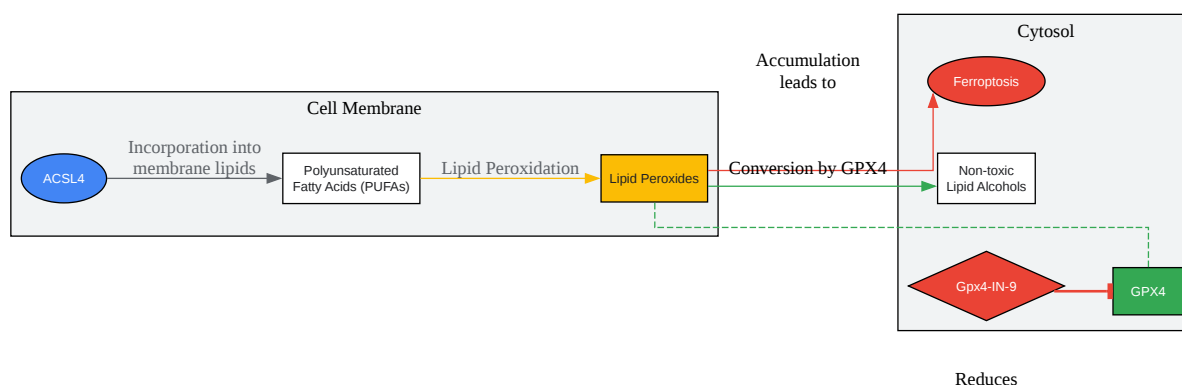 Cytosol
Accumulation
leads to
Ferroptosis
Cell Membrane
Incorporation into
membrane lipids
ACSL4
Polyunsaturated
Fatty Acids (PUFAs)
Lipid Peroxidation
Lipid Peroxides
Conversion by GPX4
Non-toxic
Lipid Alcohols
Gpx4-IN-9
GPX4
Reduces